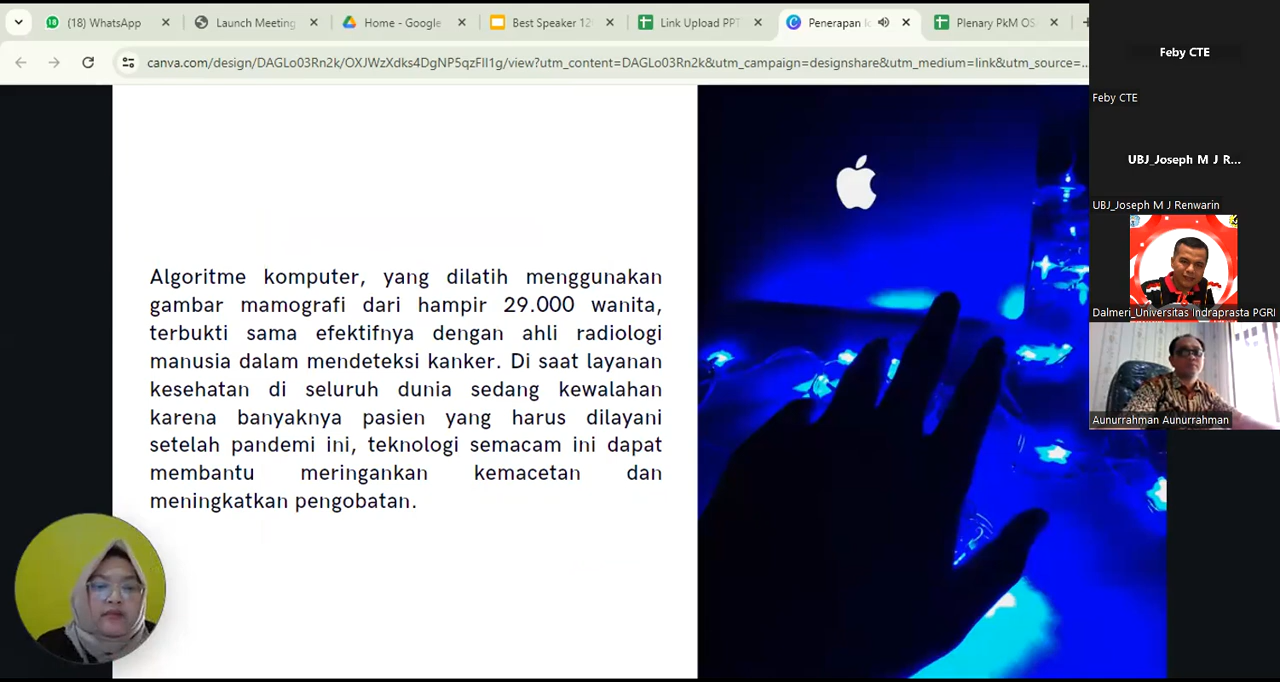 (18) WhatsApp
Launch Meeting
Home - Google
Best Speaker 12
Link Upload PPT
Penerapan
Plenary PkM OS
canva.com/design/DAGLo03Rn2k/OXJWzXdks4DgNP5qzFIl1g/view?utm_content=DAGLo03Rn2k&utm_campaign=designshare&utm_medium=link&utm_source=...
Feby CTE
Feby CTE
UBJ_Joseph M J R...
UBJ_Joseph M J Renwarin
Dalmeri_Universitas Indraprasta PGRI
Aunurrahman Aunurrahman
Algoritme komputer, yang dilatih menggunakan
gambar mamografi dari hampir 29.000 wanita,
terbukti sama efektifnya dengan ahli radiologi
manusia dalam mendeteksi kanker. Di saat layanan
kesehatan di seluruh dunia sedang kewalahan
karena banyaknya pasien yang harus dilayani
setelah pandemi ini, teknologi semacam ini dapat
membantu meringankan kemacetan dan
meningkatkan pengobatan.